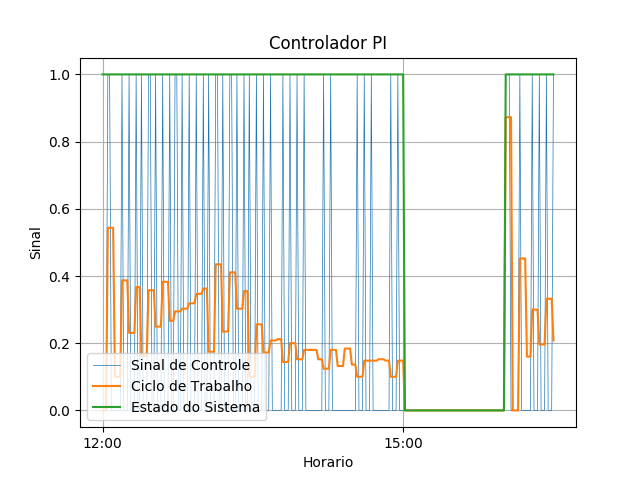 Controlador PI
1.0
0.8
0.6
0.4
0.2
0.0
Sinal
Sinal de Controle
Ciclo de Trabalho
Estado do Sistema
12:00
15:00
Horario